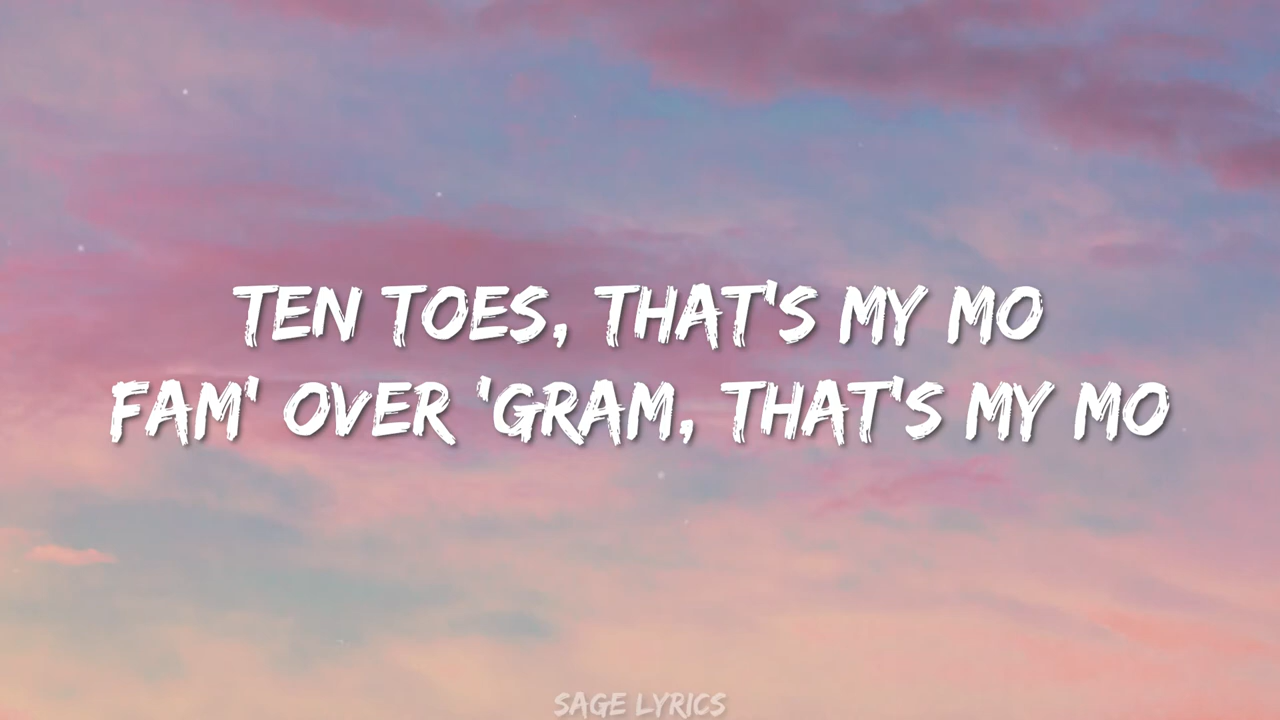 TEN TOES, THAT'S MY MO
FAM' OVER 'GRAM, THAT'S MY MO
SAGE LYRICS